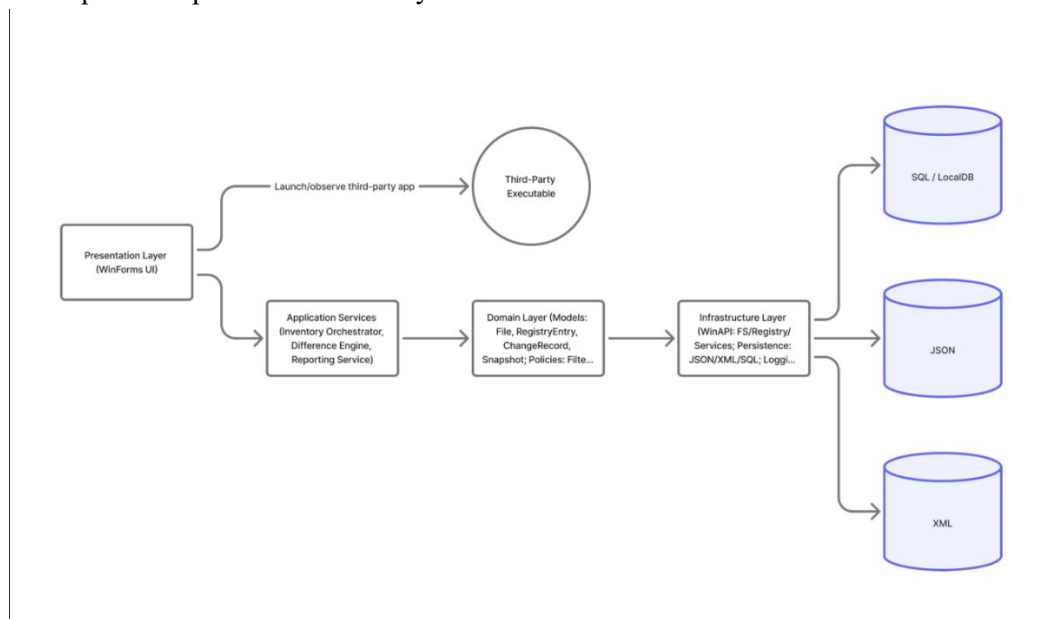 Third-Party
Executable
Launch/observe third-party app
SQL / LocalDB
Presentation Layer
(WinForms UI)
Application Services
(Inventory Orchestrator,
Difference Engine,
Reporting Service)
Domain Layer (Models:
File, RegistryEntry,
ChangeRecord,
Snapshot; Policies: Filte...
Infrastructure Layer
(WinAPI: FS/Registry/
Services; Persistence:
JSON/XML/SQL; Loggi...
JSON
XML